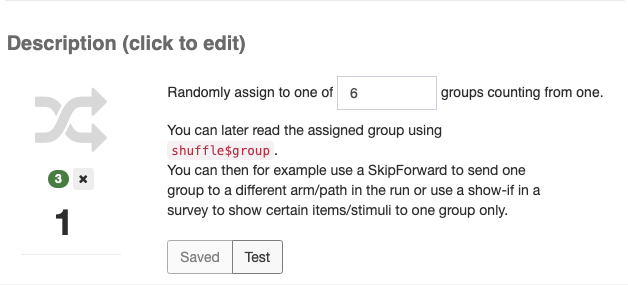 Description (click to edit)
Randomly assign to one of 6 groups counting from one.
You can later read the assigned group using
shuffle$group .
You can then for example use a SkipForward to send one
group to a different arm/path in the run or use a show-if in a
survey to show certain items/stimuli to one group only.
3 ×
1
Saved Test